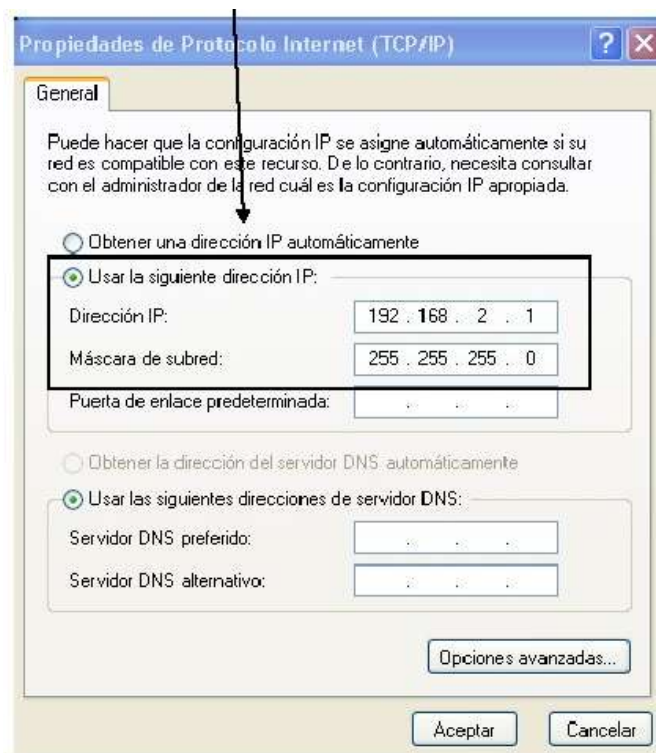 Propiedades de Protocolo Internet (TCP/IP)
General
Puede hacer que la configuración IP se asigne automáticamente si su
red es compatible con este recurso. De lo contrario, necesita consultar
con el administrador de la red cuál es la configuración IP apropiada.
Obtener una dirección IP automáticamente
Usar la siguiente dirección IP:
Dirección IP: 192 . 168 . 2 . 1
Máscara de subred: 255 . 255 . 255 . 0
Puerta de enlace predeterminada: . . .
Obtener la dirección del servidor DNS automáticamente
Usar las siguientes direcciones de servidor DNS:
Servidor DNS preferido: . . .
Servidor DNS alternativo: . . .
Opciones avanzadas...
Aceptar Cancelar